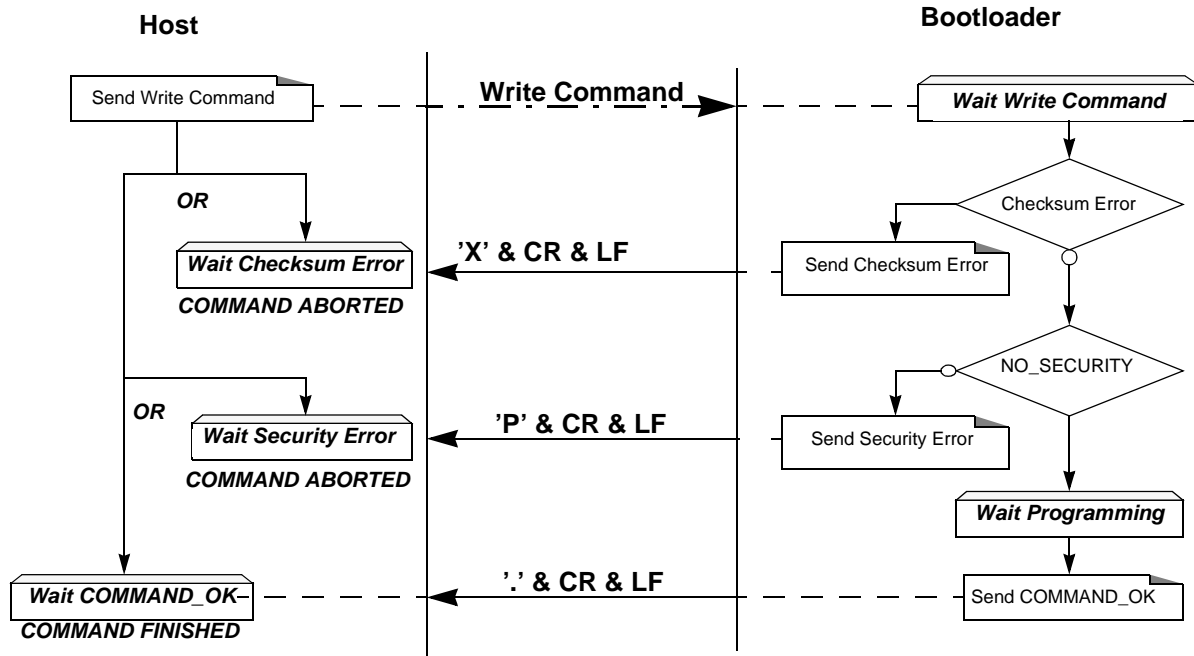 Host
Bootloader
Send Write Command
Write Command
Wait Write Command
OR
Checksum Error
Wait Checksum Error
'X' & CR & LF
Send Checksum Error
COMMAND ABORTED
NO_SECURITY
OR
Wait Security Error
'P' & CR & LF
Send Security Error
COMMAND ABORTED
Wait Programming
Wait COMMAND_OK
'.' & CR & LF
Send COMMAND_OK
COMMAND FINISHED